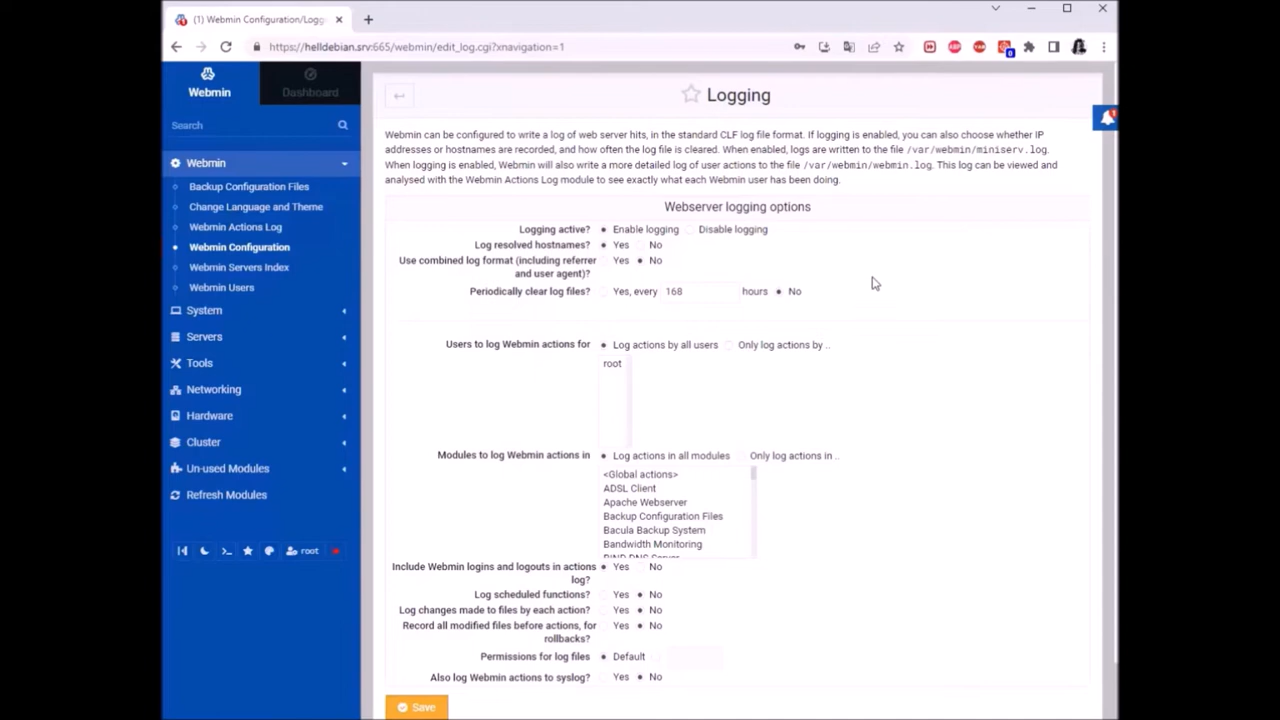 (1) Webmin Configuration/Loggi
https://helldebian.srv:665/webmin/edit_log.cgi?xnavigation=1
0
Webmin
Dashboard
Search
Webmin
Backup Configuration Files
Change Language and Theme
Webmin Actions Log
Webmin Configuration
Webmin Servers Index
Webmin Users
System
Servers
Tools
Networking
Hardware
Cluster
Un-used Modules
Refresh Modules
root
Logging
1
Webmin can be configured to write a log of web server hits, in the standard CLF log file format. If logging is enabled, you can also choose whether IP
addresses or hostnames are recorded, and how often the log file is cleared. When enabled, logs are written to the file /var/webmin/miniserv.log.
When logging is enabled, Webmin will also write a more detailed log of user actions to the file /var/webmin/webmin.log. This log can be viewed and
analysed with the Webmin Actions Log module to see exactly what each Webmin user has been doing.
Webserver logging options
Logging active? Enable logging Disable logging
Log resolved hostnames? Yes No
Use combined log format (including referrer Yes No
and user agent)?
Periodically clear log files? Yes, every 168 hours No
Users to log Webmin actions for Log actions by all users Only log actions by ..
root
Modules to log Webmin actions in Log actions in all modules Only log actions in ..
<Global actions>
ADSL Client
Apache Webserver
Backup Configuration Files
Bacula Backup System
Bandwidth Monitoring
BIND DNS Server
Include Webmin logins and logouts in actions Yes No
log?
Log scheduled functions? Yes No
Log changes made to files by each action? Yes No
Record all modified files before actions, for Yes No
rollbacks?
Permissions for log files Default
Also log Webmin actions to syslog? Yes No
Save